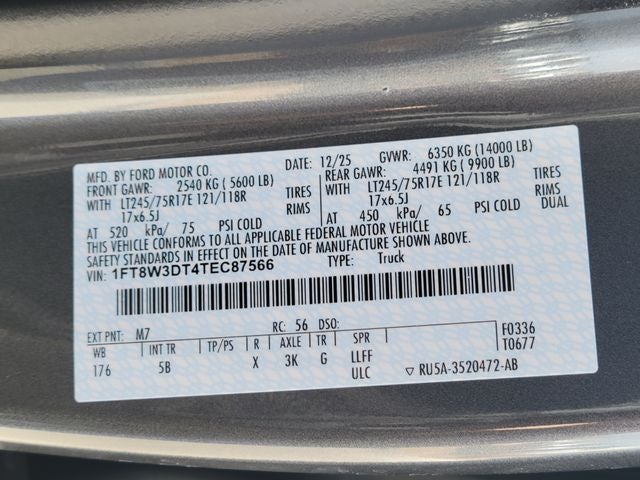 MFD. BY FORD MOTOR CO. DATE: 12/25 GVWR: 6350 KG (14000 LB)
FRONT GAWR: 2540 KG ( 5600 LB) REAR GAWR: 4491 KG ( 9900 LB)
WITH LT245/75R17E 121/118R TIRES WITH LT245/75R17E 121/118R TIRES
17x6.5J RIMS 17x6.5J RIMS
AT 520 kPa/ 75 PSI COLD AT 450 kPa/ 65 PSI COLD DUAL
THIS VEHICLE CONFORMS TO ALL APPLICABLE FEDERAL MOTOR VEHICLE
SAFETY STANDARDS IN EFFECT ON THE DATE OF MANUFACTURE SHOWN ABOVE.
VIN: 1FT8W3DT4TEC87566 TYPE: Truck
EXT PNT: M7 RC: 56 DSO: F0336
WB INT TR TP/PS R AXLE TR SPR T0677
176 5B X 3K G LLFF
ULC ▽ RU5A-3520472-AB